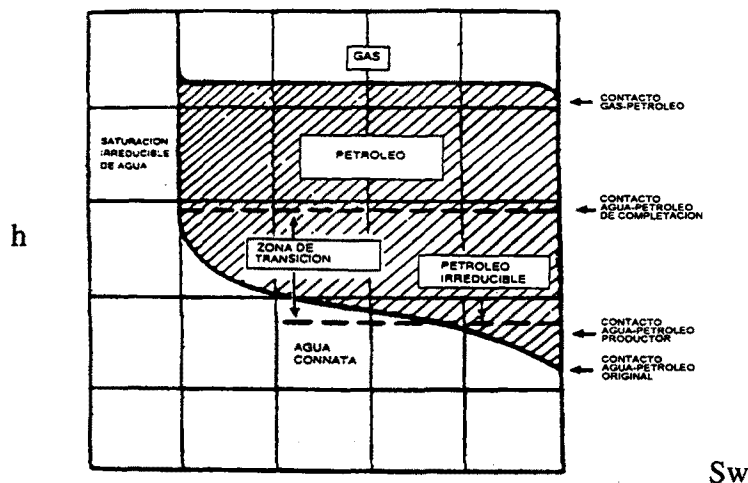 GAS
CONTACTO
GAS-PETROLEO
SATURACION
IRREDUCIBLE
DE AGUA
PETROLEO
CONTACTO
AGUA-PETROLEO
DE COMPLETACION
h
ZONA DE
TRANSICION
PETROLEO
IRREDUCIBLE
AGUA
CONNATA
CONTACTO
AGUA-PETROLEO
PRODUCTOR
CONTACTO
AGUA-PETROLEO
ORIGINAL
Sw